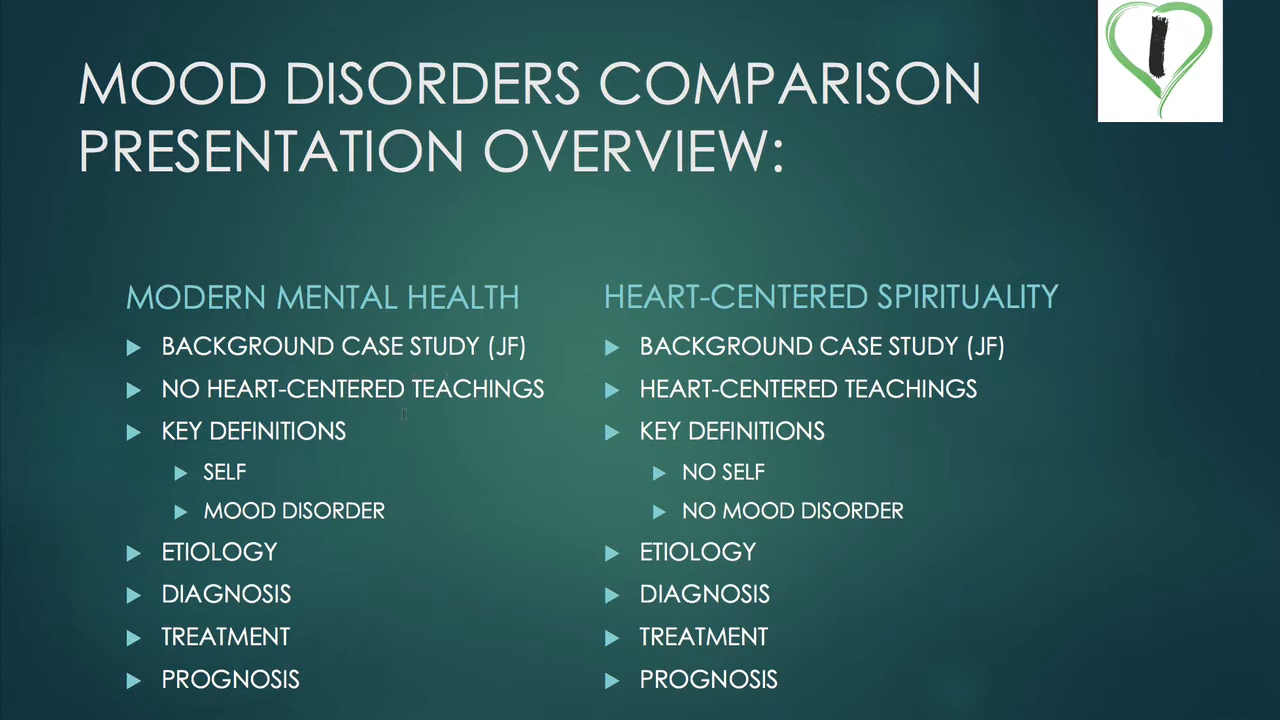 MOOD DISORDERS COMPARISON
PRESENTATION OVERVIEW:
MODERN MENTAL HEALTH
BACKGROUND CASE STUDY (JF)
NO HEART-CENTERED TEACHINGS
KEY DEFINITIONS
SELF
MOOD DISORDER
ETIOLOGY
DIAGNOSIS
TREATMENT
PROGNOSIS
HEART-CENTERED SPIRITUALITY
BACKGROUND CASE STUDY (JF)
HEART-CENTERED TEACHINGS
KEY DEFINITIONS
NO SELF
NO MOOD DISORDER
ETIOLOGY
DIAGNOSIS
TREATMENT
PROGNOSIS